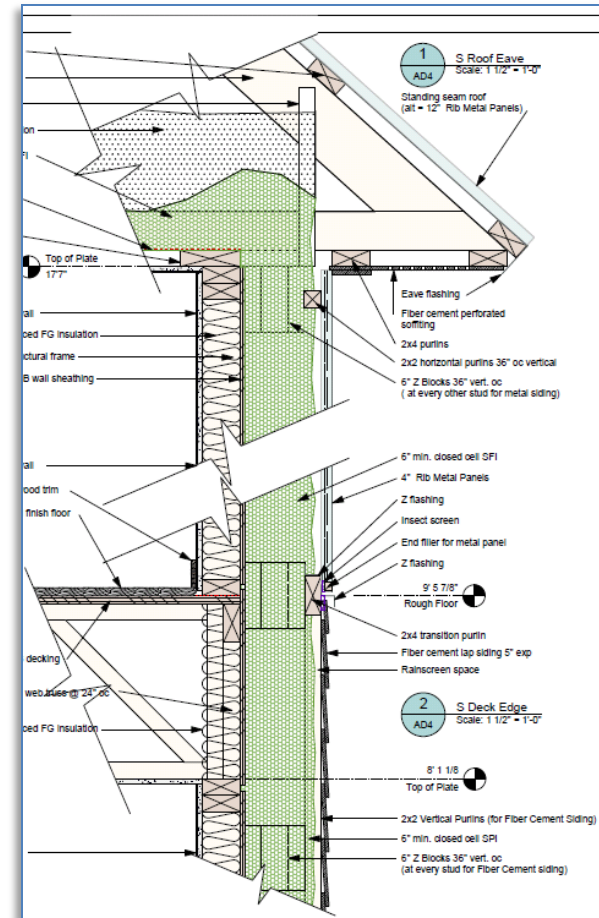 1
AD4
S Roof Eave
Scale: 1 1/2" = 1'-0"
Standing seam roof
(alt = 12" Rib Metal Panels)
Top of Plate
17'7"
Eave flashing
Fiber cement perforated
soffiting
2x4 purlins
2x2 horizontal purlins 36" oc vertical
6" Z Blocks 36" vert. oc
( at every other stud for metal siding)
ced FG insulation
ctural frame
B wall sheathing
6" min. closed cell SFI
4" Rib Metal Panels
Z flashing
Insect screen
End filler for metal panel
Z flashing
ood trim
finish floor
9' 5 7/8"
Rough Floor
2x4 transition purlin
Fiber cement lap siding 5" exp
Rainscreen space
decking
web truss @ 24" oc
ced FG insulation
2
AD4
S Deck Edge
Scale: 1 1/2" = 1'-0"
8' 1 1/8
Top of Plate
2x2 Vertical Purlins (for Fiber Cement Siding)
6" min. closed cell SPI
6" Z Blocks 36" vert. oc
(at every stud for Fiber Cement siding)